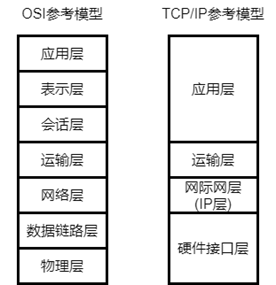 OSI参考模型
TCP/IP参考模型
应用层
表示层
会话层
运输层
网络层
数据链路层
物理层
应用层
运输层
网际网层
(IP层)
硬件接口层